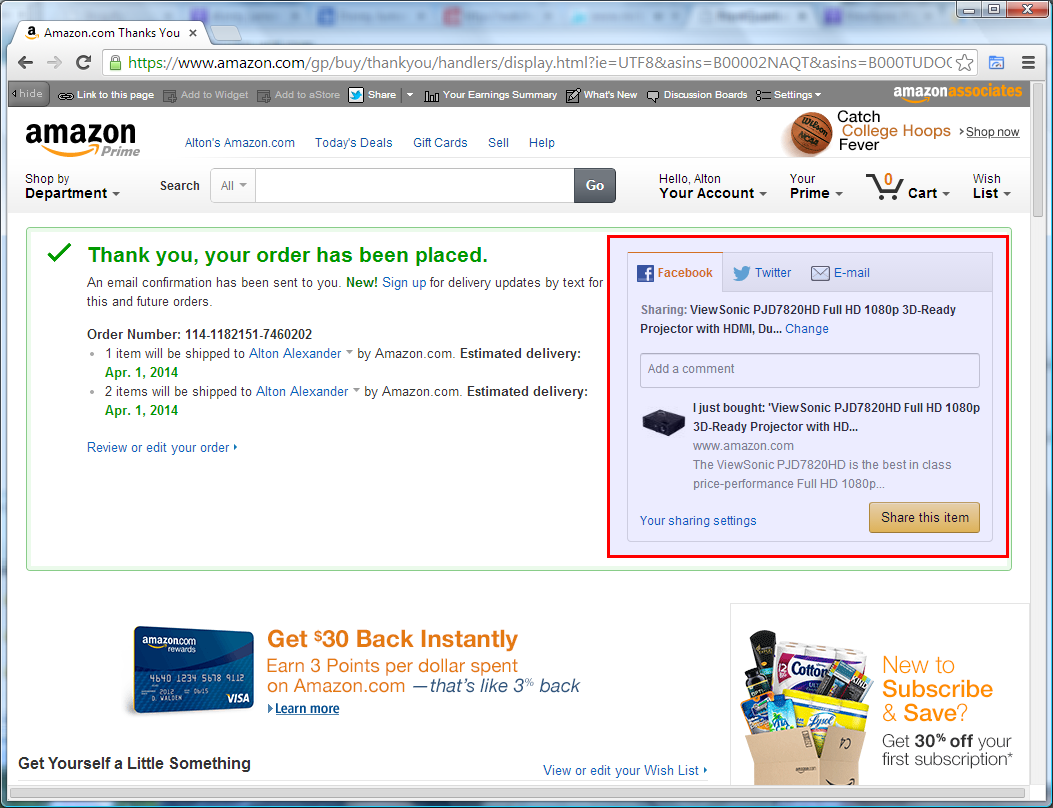 Amazon.com Thanks You
https://www.amazon.com/gp/buy/thankyou/handlers/display.html?ie=UTF8&asins=B00002NAQT&asins=B000TUDOC
hide
Link to this page
Add to Widget
Add to aStore
Share
Your Earnings Summary
What's New
Discussion Boards
Settings
amazonassociates
amazon
Prime
Alton's Amazon.com
Today's Deals
Gift Cards
Sell
Help
Wilson
NCAA
Catch
College Hoops
Fever
Shop now
Shop by
Department
Search
All
Go
Hello, Alton
Your Account
Your
Prime
0
Cart
Wish
List
Thank you, your order has been placed.
An email confirmation has been sent to you. New! Sign up for delivery updates by text for
this and future orders.
Order Number: 114-1182151-7460202
1 item will be shipped to Alton Alexander by Amazon.com. Estimated delivery:
Apr. 1, 2014
2 items will be shipped to Alton Alexander by Amazon.com. Estimated delivery:
Apr. 1, 2014
Review or edit your order
Facebook
Twitter
E-mail
Sharing: ViewSonic PJD7820HD Full HD 1080p 3D-Ready
Projector with HDMI, Du... Change
Add a comment
I just bought: 'ViewSonic PJD7820HD Full HD 1080p
3D-Ready Projector with HD...
www.amazon.com
The ViewSonic PJD7820HD is the best in class
price-performance Full HD 1080p...
Your sharing settings
Share this item
amazon.com
rewards
4640 1234 5678 9112
2012 06/15
D. WALDEN
VISA
Get $30 Back Instantly
Earn 3 Points per dollar spent
on Amazon.com —that's like 3% back
Learn more
Cottonelle
Lysol
New to
Subscribe
& Save?
Get 30% off your
first subscription*
Get Yourself a Little Something
View or edit your Wish List